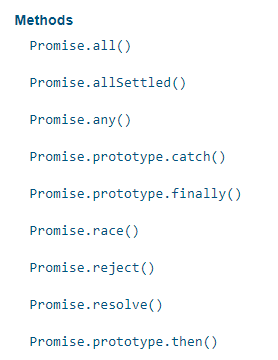 Methods
Promise.all()
Promise.allSettled()
Promise.any()
Promise.prototype.catch()
Promise.prototype.finally()
Promise.race()
Promise.reject()
Promise.resolve()
Promise.prototype.then()